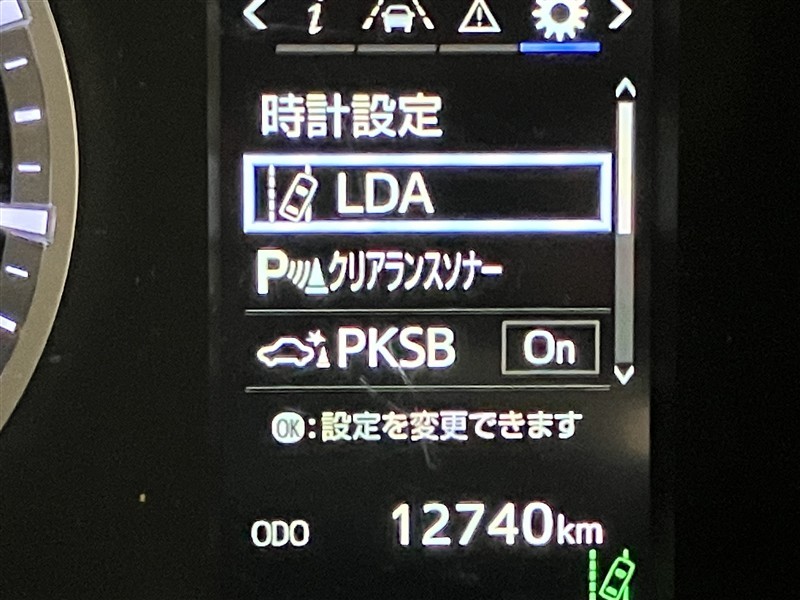 i
時計設定
LDA
Pクリアランスソナー
PKSB On
OK:設定を変更できます
ODO 12740km